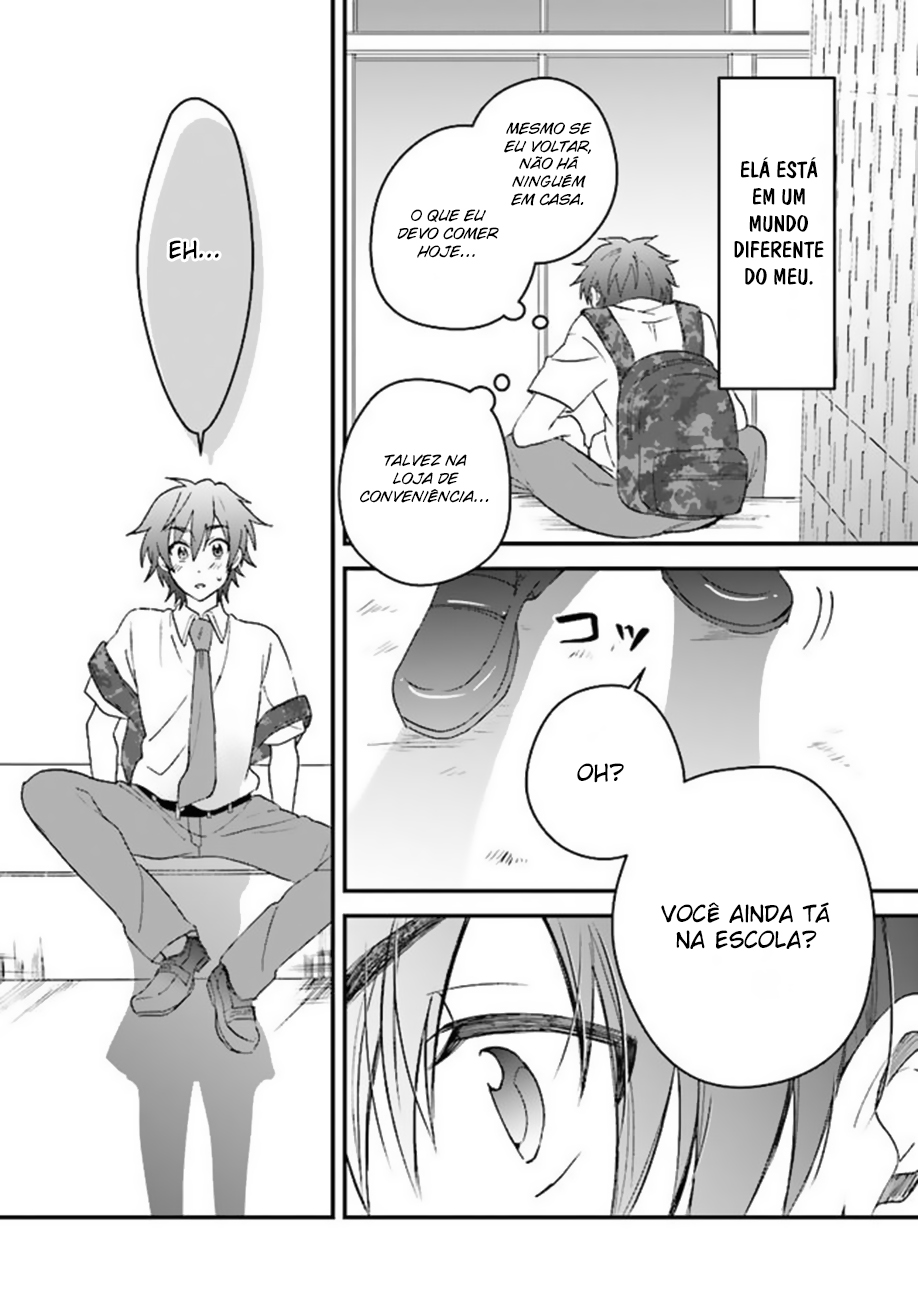 ELÁ ESTÁ
EM UM
MUNDO
DIFERENTE
DO MEU.
MESMO SE
EU VOLTAR,
NÃO HÁ
NINGUÉM
EM CASA.
O QUE EU
DEVO COMER
HOJE...
TALVEZ NA
LOJA DE
CONVENIÊNCIA...
コッ
OH?
VOCÊ AINDA TÁ
NA ESCOLA?
EH...